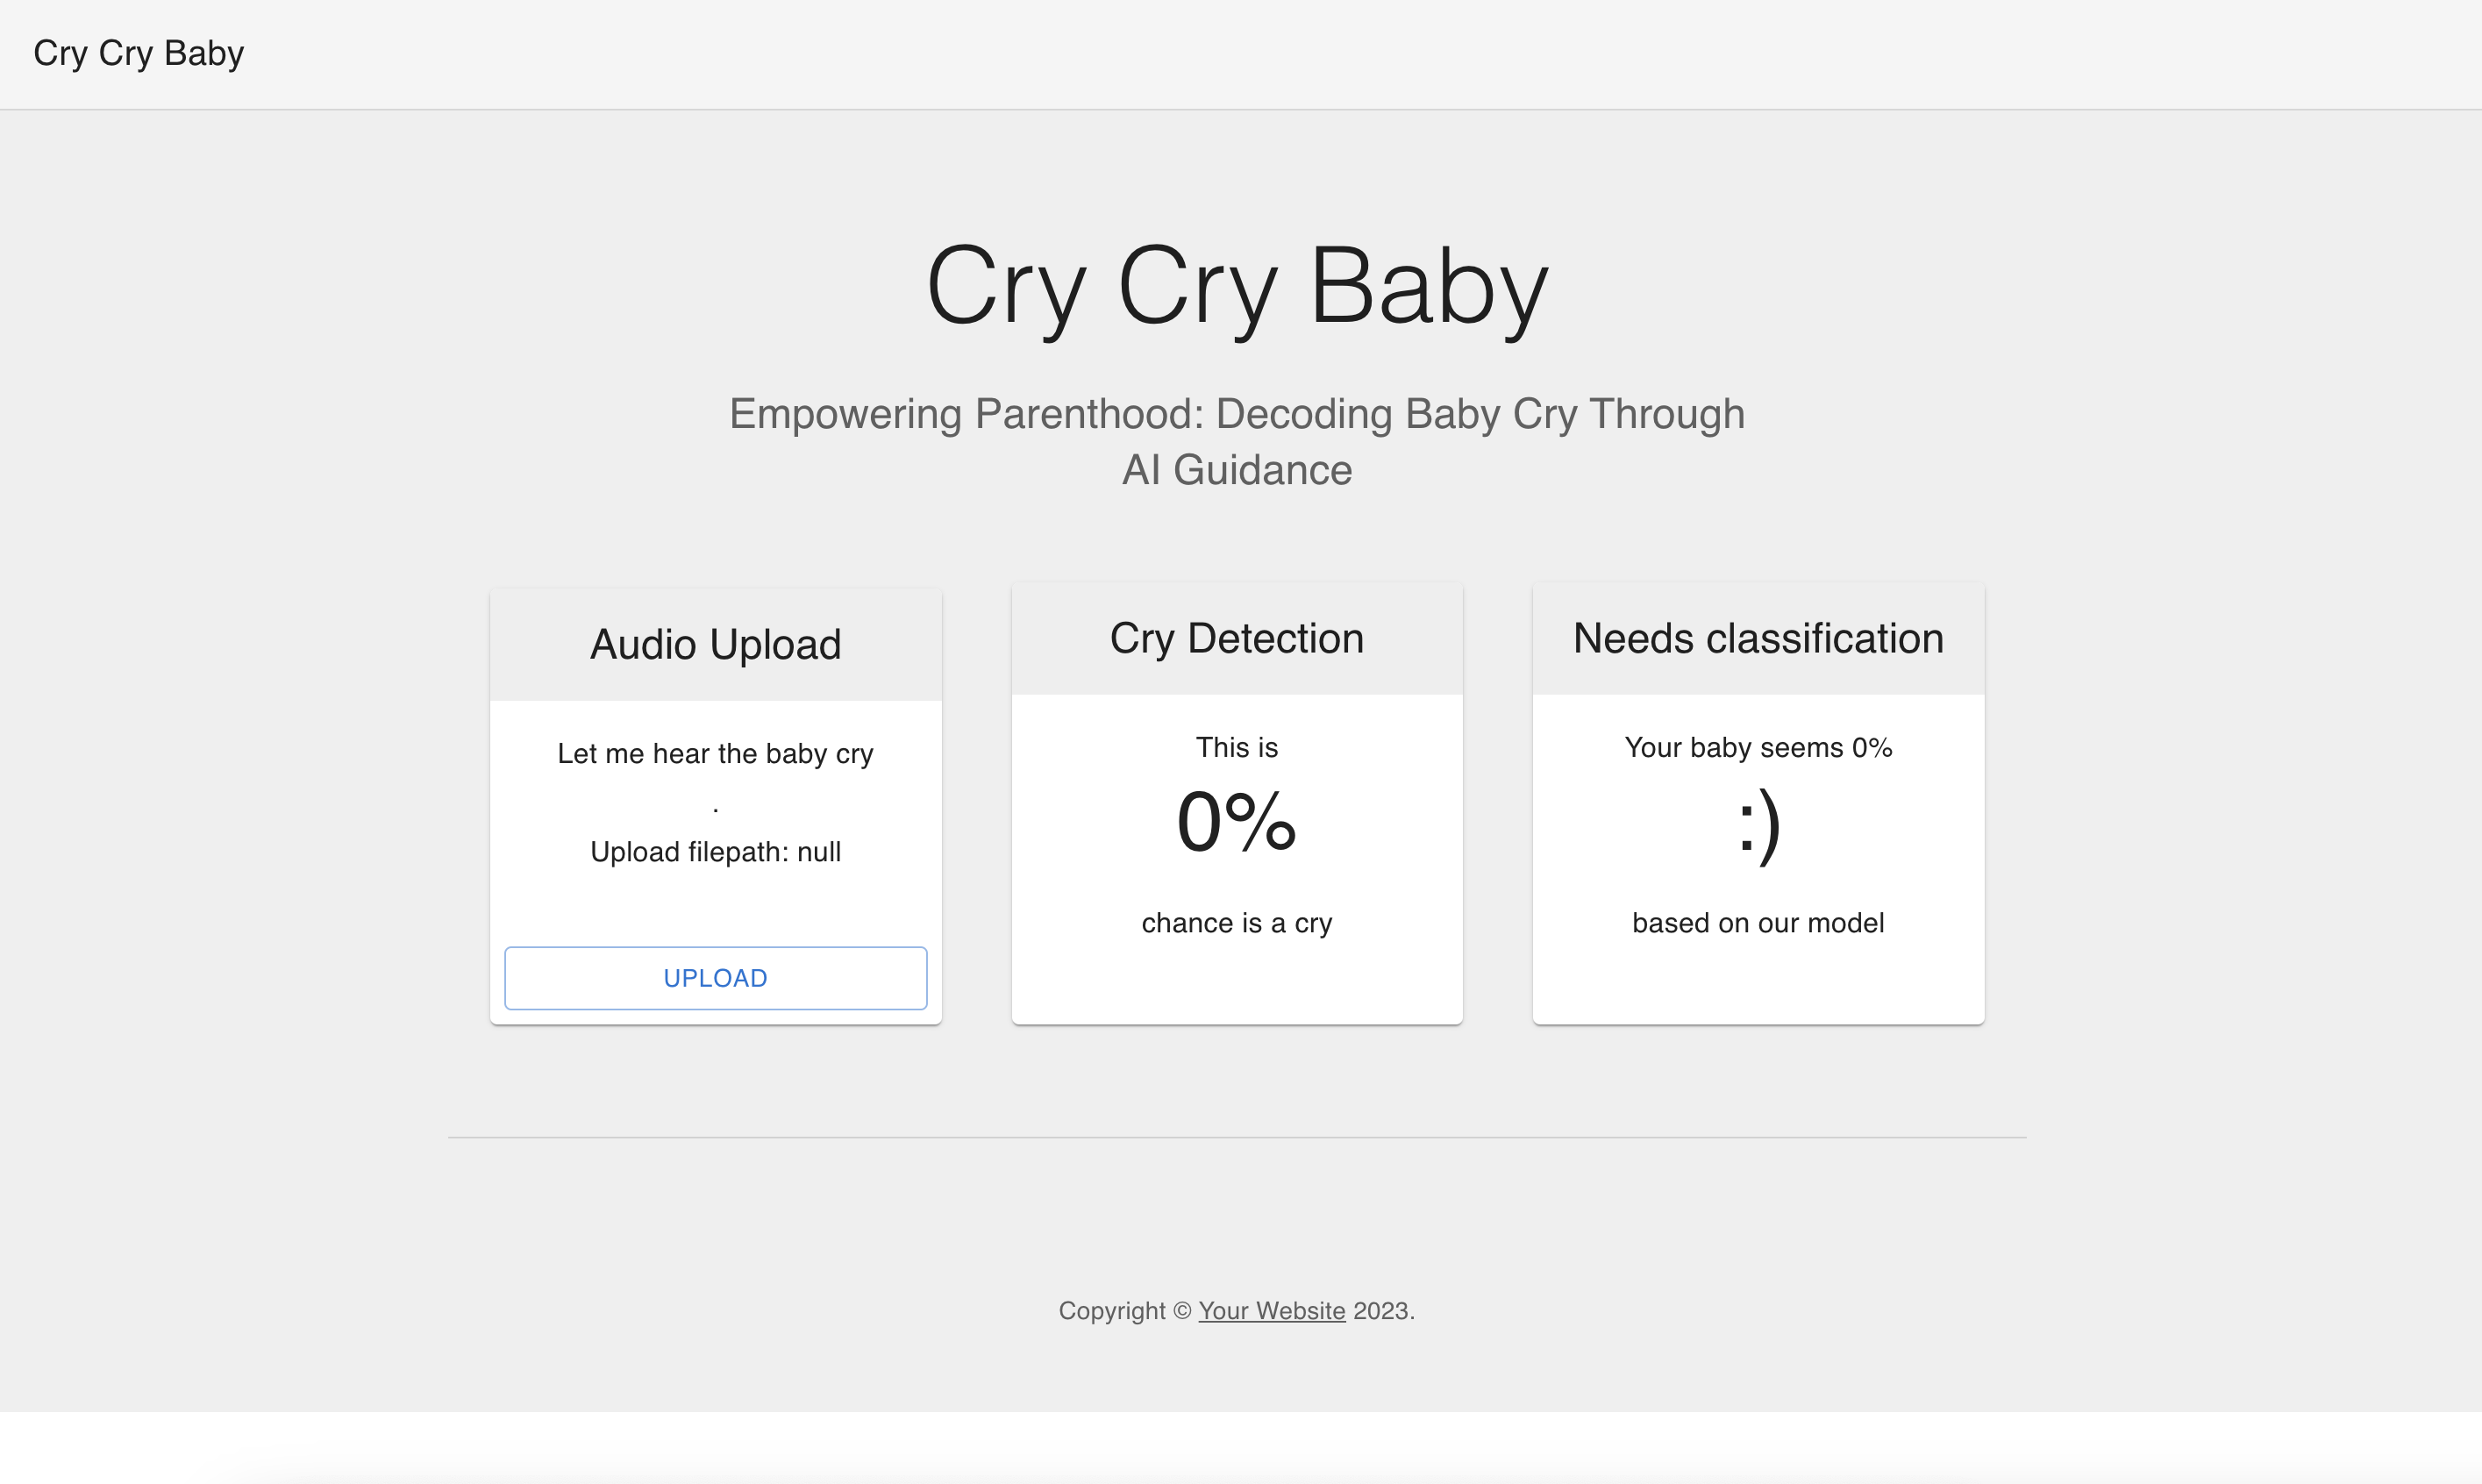 Cry Cry Baby
Cry Cry Baby
Empowering Parenthood: Decoding Baby Cry Through
AI Guidance
Audio Upload
Let me hear the baby cry
.
Upload filepath: null
UPLOAD
Cry Detection
This is
0%
chance is a cry
Needs classification
Your baby seems 0%
:)
based on our model
Copyright © Your Website 2023.